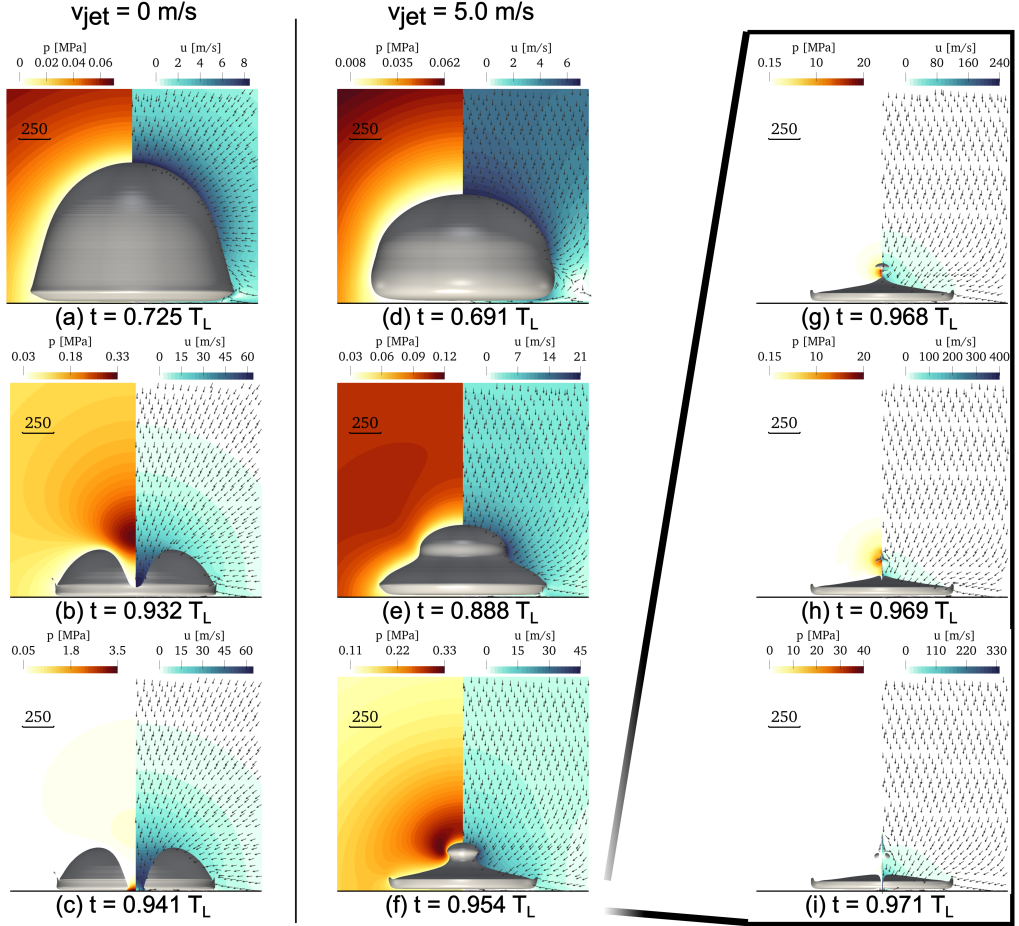 v_jet = 0 m/s
p [MPa] u [m/s]
0 0.02 0.04 0.06 0 2 4 6 8
250
(a) t = 0.725 T_L
p [MPa] u [m/s]
0.03 0.18 0.33 0 15 30 45 60
250
(b) t = 0.932 T_L
p [MPa] u [m/s]
0.05 1.8 3.5 0 15 30 45 60
250
(c) t = 0.941 T_L
v_jet = 5.0 m/s
p [MPa] u [m/s]
0.008 0.035 0.062 0 2 4 6
250
(d) t = 0.691 T_L
p [MPa] u [m/s]
0.03 0.06 0.09 0.12 0 7 14 21
250
(e) t = 0.888 T_L
p [MPa] u [m/s]
0.11 0.22 0.33 0 15 30 45
250
(f) t = 0.954 T_L
p [MPa] u [m/s]
0.15 10 20 0 80 160 240
250
(g) t = 0.968 T_L
p [MPa] u [m/s]
0.15 10 20 0 100 200 300 400
250
(h) t = 0.969 T_L
p [MPa] u [m/s]
0 10 20 30 40 0 110 220 330
250
(i) t = 0.971 T_L